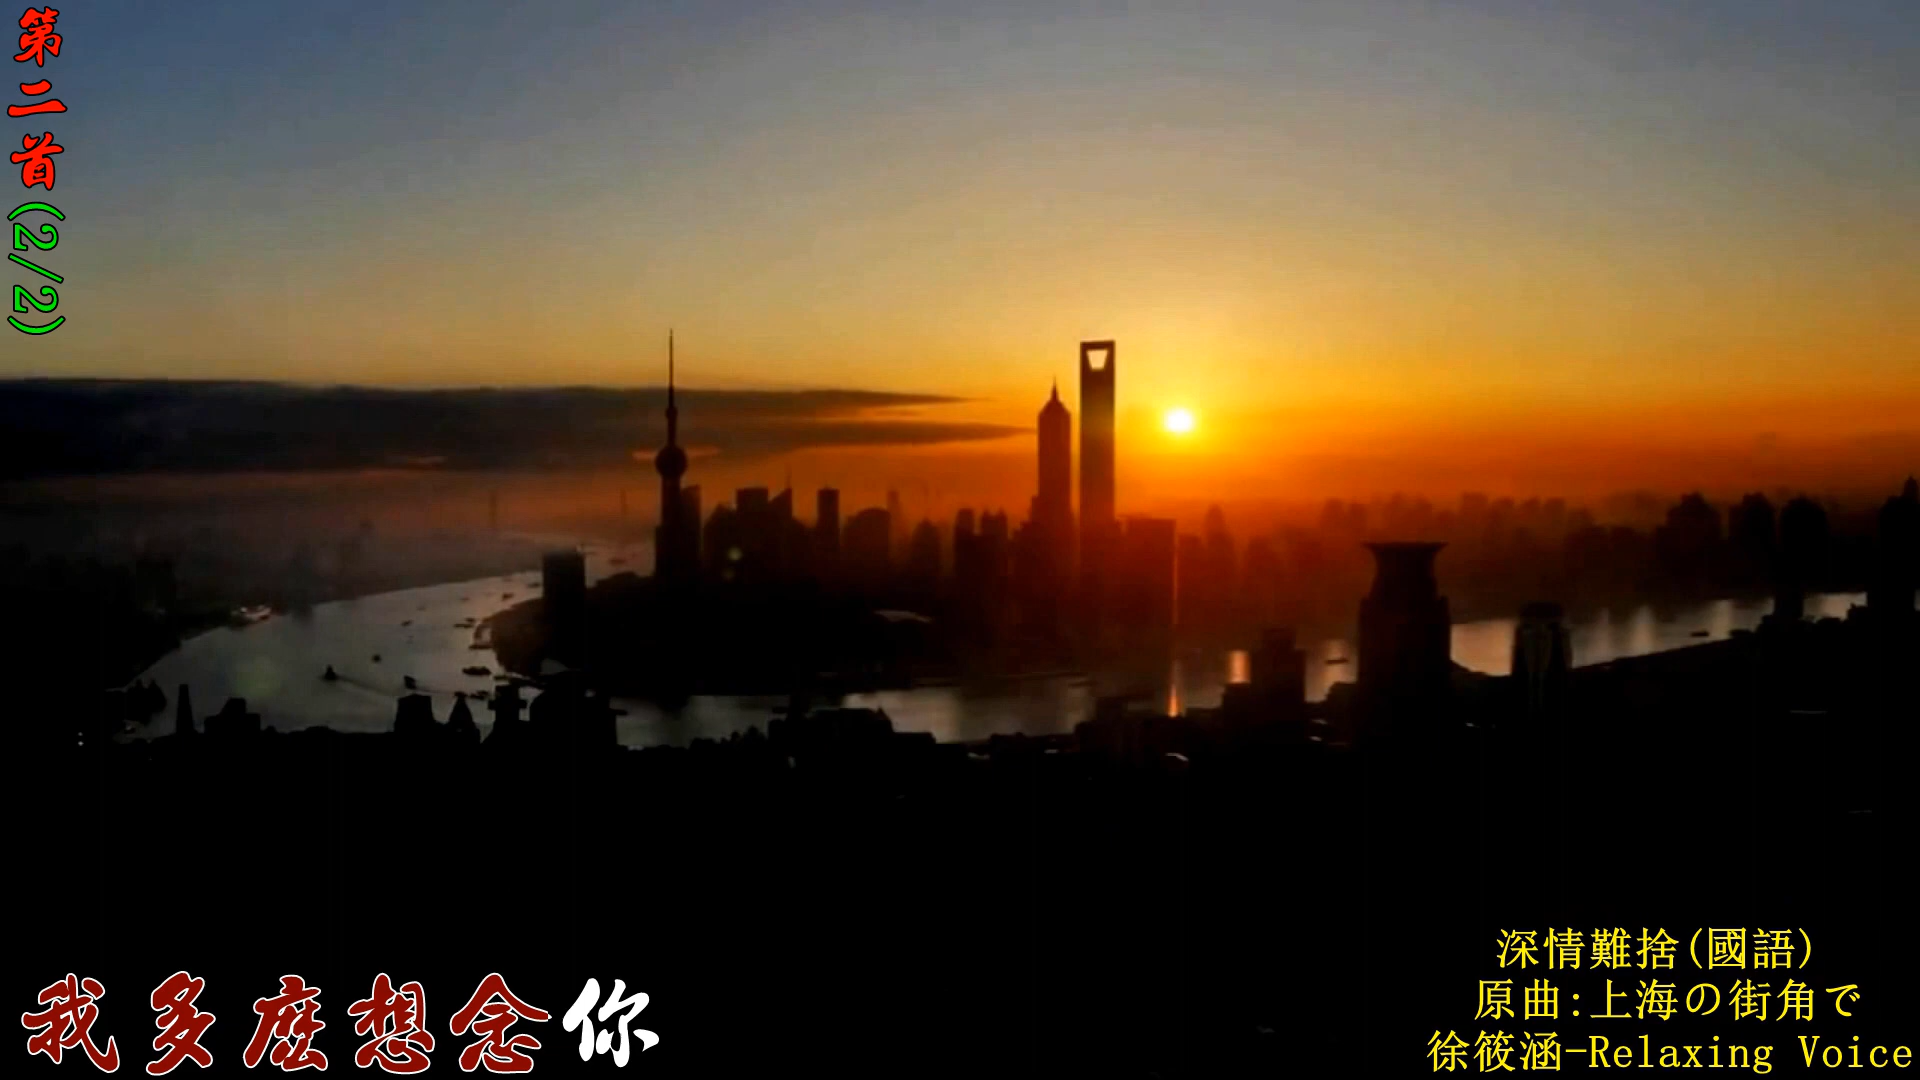 第二首(2/2)
我多麽想念你
深情難捨(國語)
原曲:上海の街角で
徐筱涵-Relaxing Voice